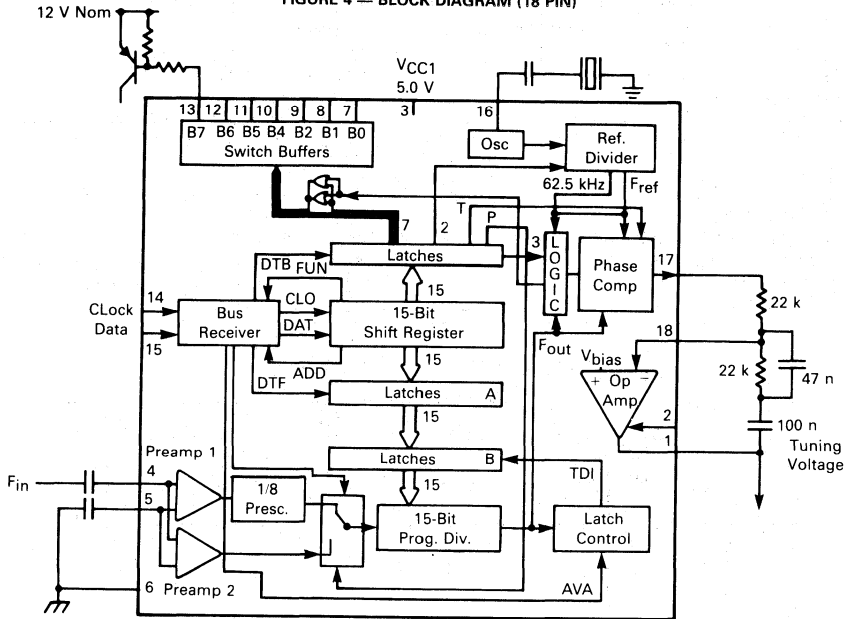 FIGURE 4 — BLOCK DIAGRAM (18 PIN)
12 V Nom
VCC1
5.0 V
13 12 11 10 9 8 7 3 16
B7 B6 B5 B4 B2 B1 B0
Switch Buffers
Osc
Ref.
Divider
62.5 kHz
Fref
7 2 T P
3
LOGIC
Phase
Comp
17
Latches
DTB FUN
15
22 k
CLock
Data
14
15
Bus
Receiver
CLO
DAT
15-Bit
Shift Register
ADD
15
Fout
18
Vbias
+ Op −
Amp
22 k
47 n
DTF
Latches A
15
2
1
100 n
Tuning
Voltage
Preamp 1
Latches B
TDI
15
Fin
4
5
1/8
Presc.
15-Bit
Prog. Div.
Latch
Control
6
Preamp 2
AVA